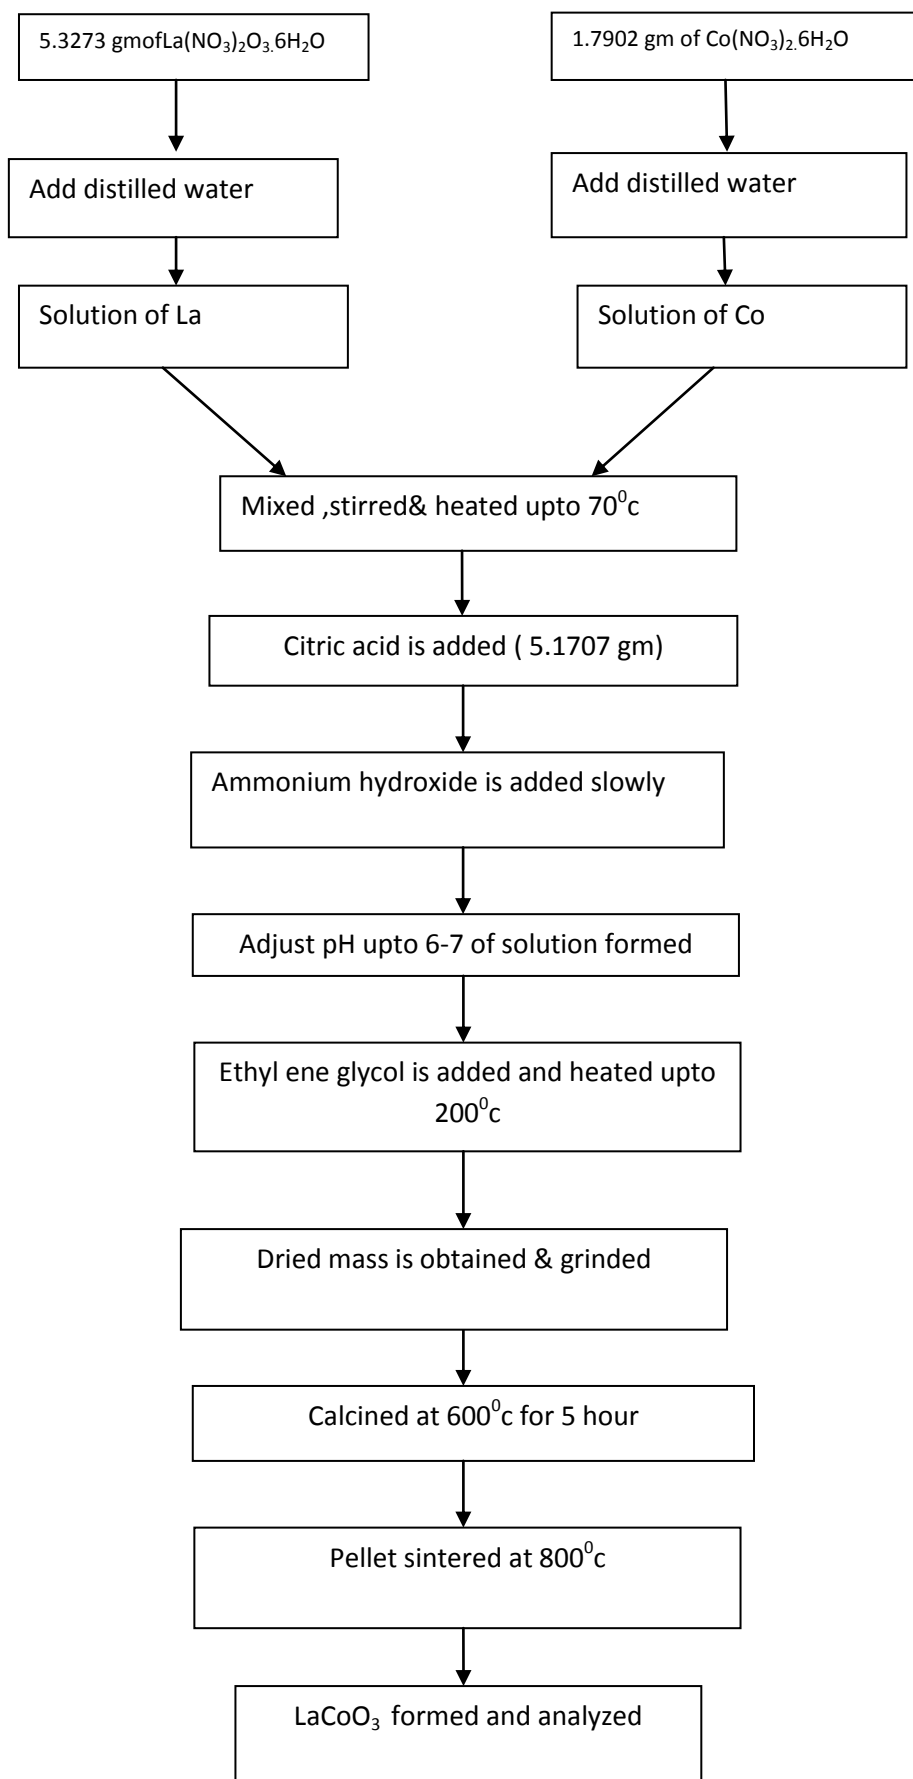 5.3273 gmofLa(NO₃)₂O₃.6H₂O
1.7902 gm of Co(NO₃)₂.6H₂O
Add distilled water
Add distilled water
Solution of La
Solution of Co
Mixed ,stirred& heated upto 70⁰c
Citric acid is added ( 5.1707 gm)
Ammonium hydroxide is added slowly
Adjust pH upto 6-7 of solution formed
Ethyl ene glycol is added and heated upto
200⁰c
Dried mass is obtained & grinded
Calcined at 600⁰c for 5 hour
Pellet sintered at 800⁰c
LaCoO₃ formed and analyzed